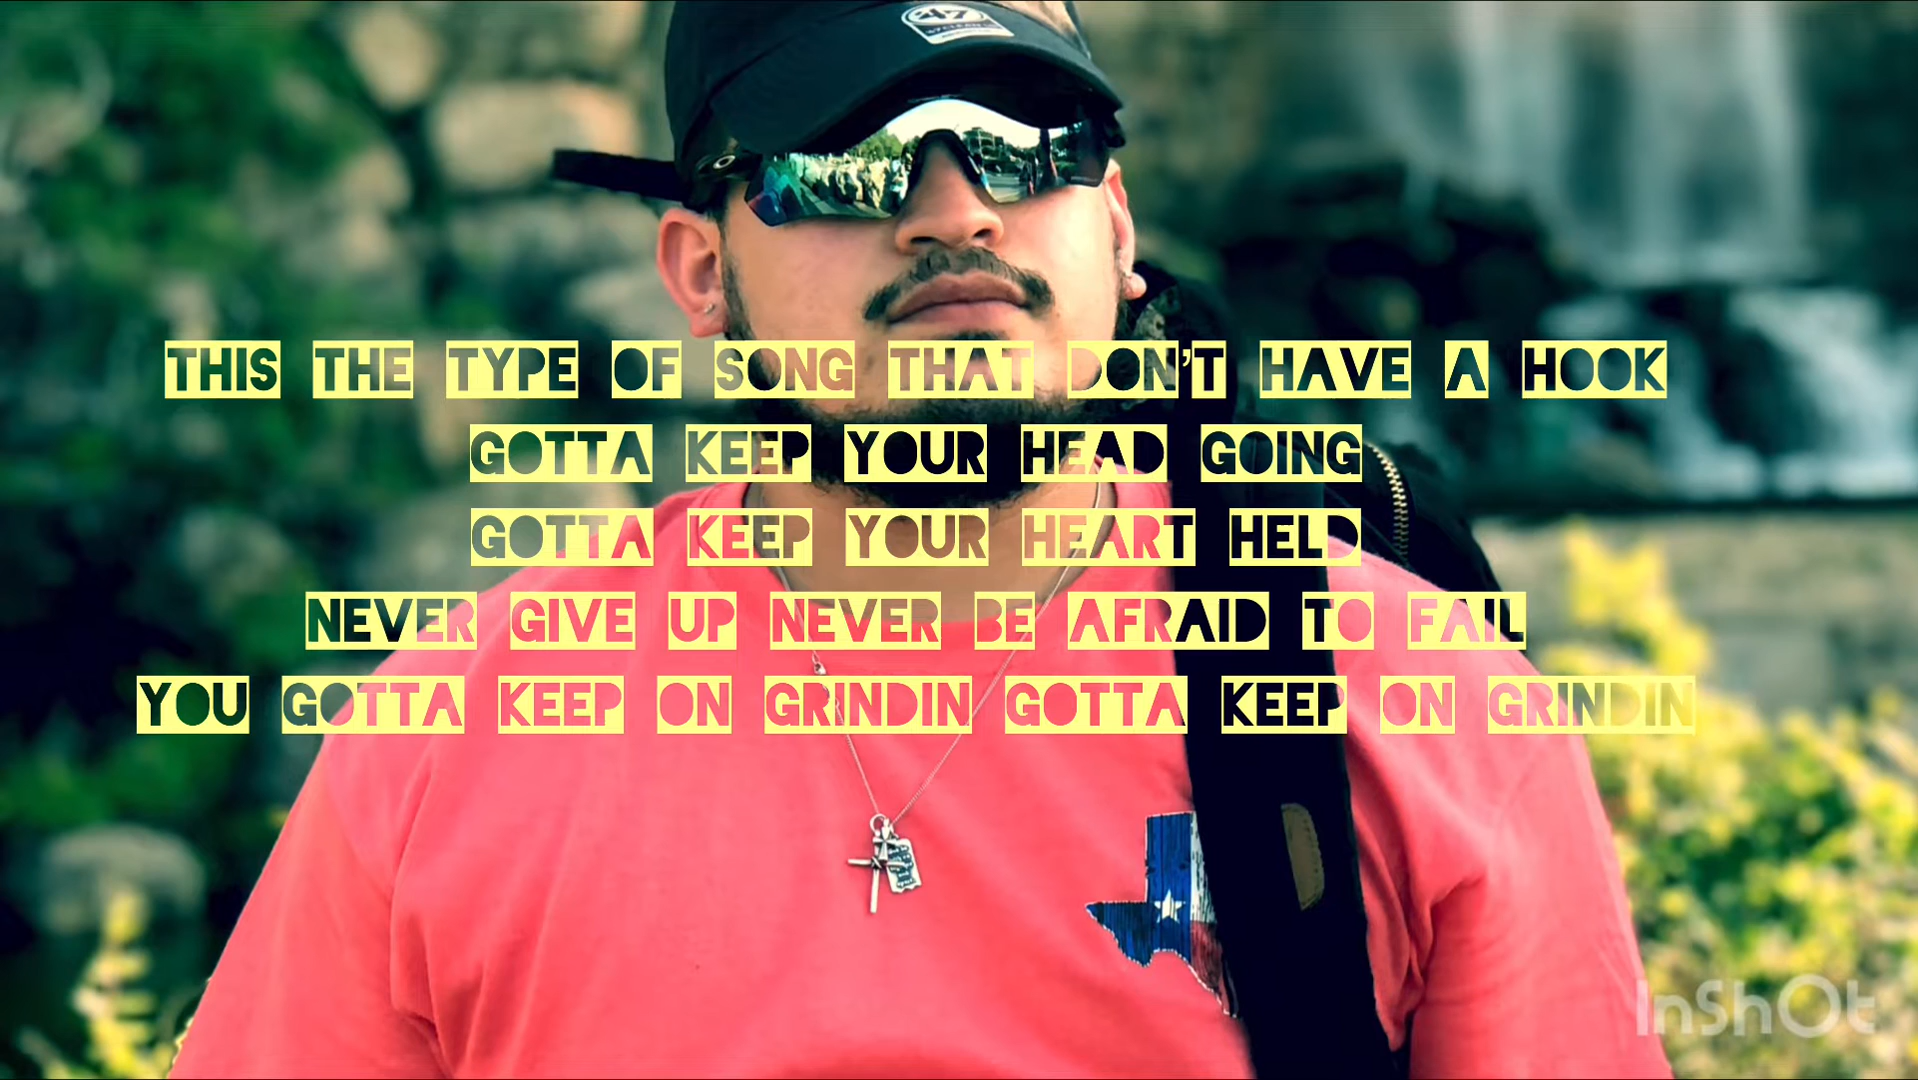 47
THIS THE TYPE OF SONG THAT DON'T HAVE A HOOK
GOTTA KEEP YOUR HEAD GOING
GOTTA KEEP YOUR HEART HELD
NEVER GIVE UP NEVER BE AFRAID TO FAIL
YOU GOTTA KEEP ON GRINDIN GOTTA KEEP ON GRINDIN
InShOt